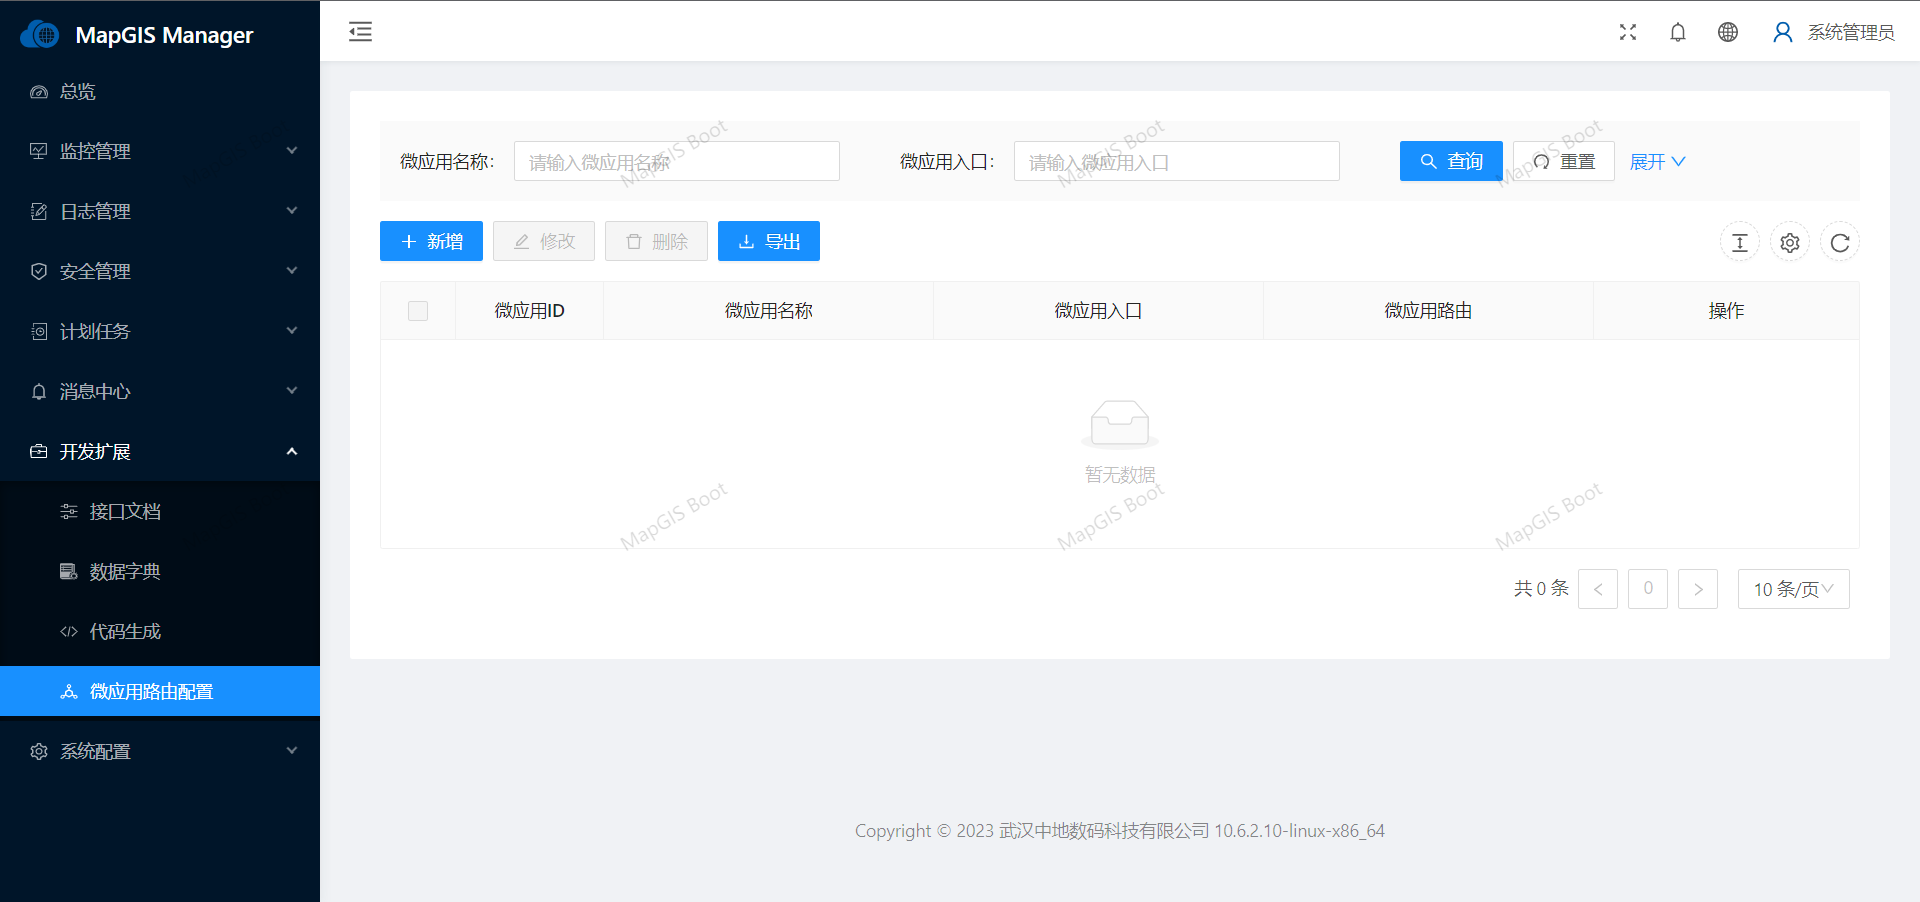 MapGIS Manager
系统管理员
总览
监控管理
日志管理
安全管理
计划任务
消息中心
开发扩展
接口文档
数据字典
代码生成
微应用路由配置
系统配置
微应用名称: 请输入微应用名称 微应用入口: 请输入微应用入口 查询 重置 展开
新增 修改 删除 导出
微应用ID 微应用名称 微应用入口 微应用路由 操作
暂无数据
共 0 条 < 0 > 10 条/页
MapGIS Boot
MapGIS Boot
MapGIS Boot
MapGIS Boot
MapGIS Boot
MapGIS Boot
Copyright © 2023 武汉中地数码科技有限公司 10.6.2.10-linux-x86_64